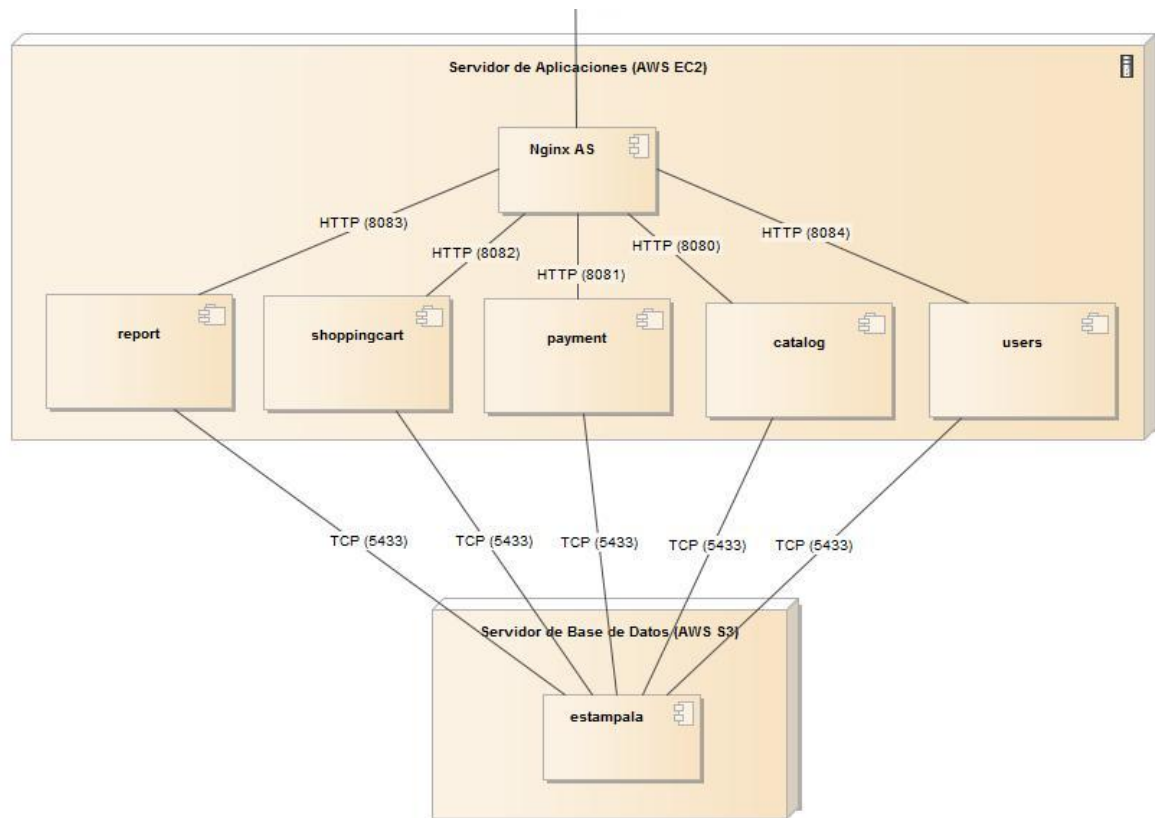 Servidor de Aplicaciones (AWS EC2)
Nginx AS
HTTP (8083)
HTTP (8082)
HTTP (8081)
HTTP (8080)
HTTP (8084)
report
shoppingcart
payment
catalog
users
TCP (5433)
TCP (5433)
TCP (5433)
TCP (5433)
TCP (5433)
Servidor de Base de Datos (AWS S3)
estampala